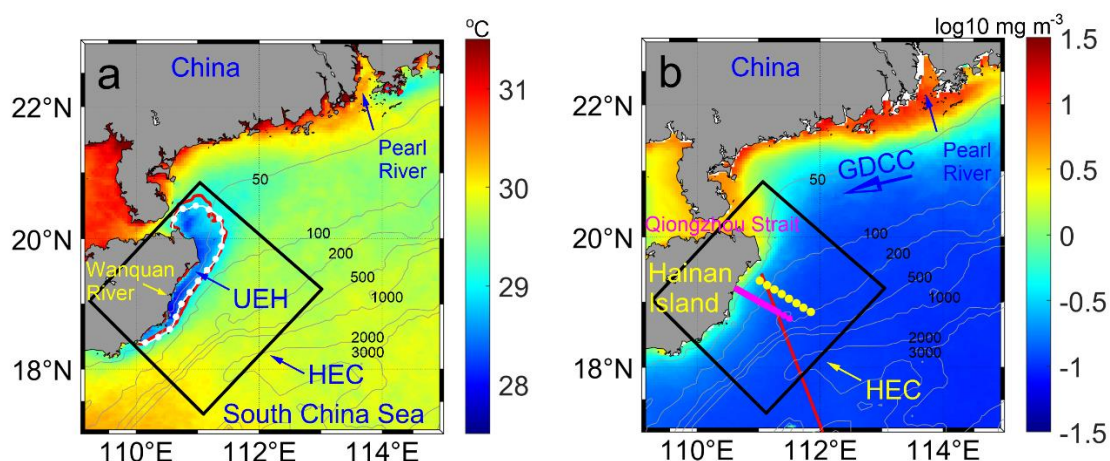 °C
a
China
22°N
20°N
18°N
Pearl
River
50
100
200
500
1000
2000
3000
Wanquan
River
UEH
HEC
South China Sea
110°E
112°E
114°E
31
30
29
28
log10 mg m-3
b
China
22°N
20°N
18°N
Pearl
River
GDCC
50
Qiongzhou Strait
100
200
500
1000
2000
3000
Hainan
Island
HEC
110°E
112°E
114°E
1.5
1
0.5
0
-0.5
-1
-1.5